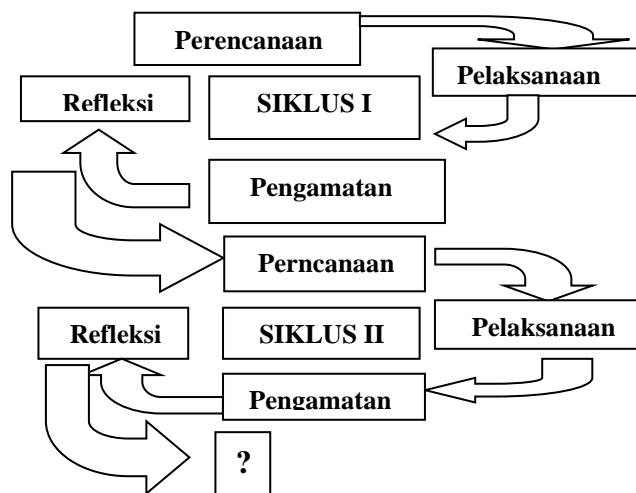 Perencanaan
Pelaksanaan
Refleksi
SIKLUS I
Pengamatan
Perncanaan
Refleksi
SIKLUS II
Pelaksanaan
Pengamatan
?